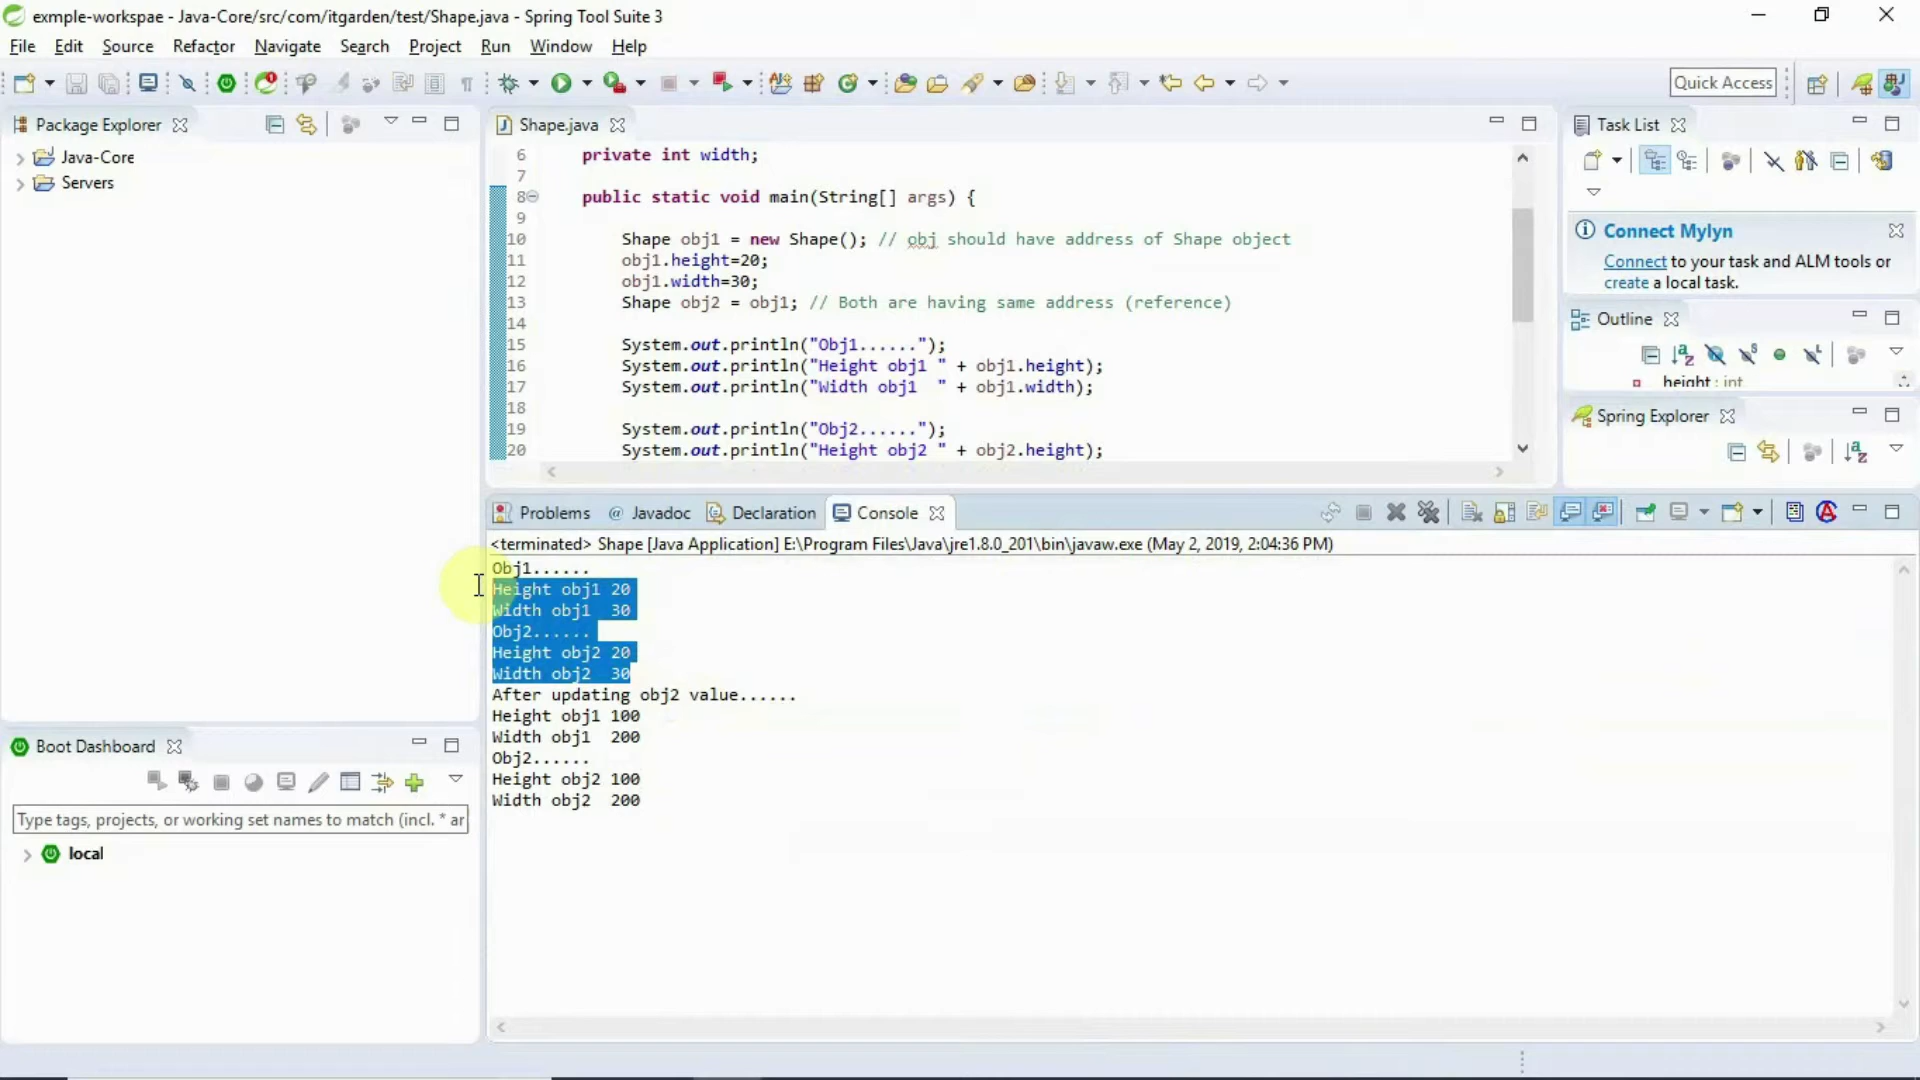 exmple-workspae - Java-Core/src/com/itgarden/test/Shape.java - Spring Tool Suite 3
File Edit Source Refactor Navigate Search Project Run Window Help
Quick Access
Package Explorer
Java-Core
Servers
Shape.java
6 private int width;
7
8 public static void main(String[] args) {
9
10 Shape obj1 = new Shape(); // obj should have address of Shape object
11 obj1.height=20;
12 obj1.width=30;
13 Shape obj2 = obj1; // Both are having same address (reference)
14
15 System.out.println("Obj1......");
16 System.out.println("Height obj1 " + obj1.height);
17 System.out.println("Width obj1  " + obj1.width);
18
19 System.out.println("Obj2......");
20 System.out.println("Height obj2 " + obj2.height);
Task List
Connect Mylyn
Connect to your task and ALM tools or
create a local task.
Outline
height : int
Spring Explorer
Problems @ Javadoc Declaration Console
<terminated> Shape [Java Application] E:\Program Files\Java\jre1.8.0_201\bin\javaw.exe (May 2, 2019, 2:04:36 PM)
Obj1......
Height obj1 20
Width obj1  30
Obj2......
Height obj2 20
Width obj2  30
After updating obj2 value......
Height obj1 100
Width obj1  200
Obj2......
Height obj2 100
Width obj2  200
Boot Dashboard
Type tags, projects, or working set names to match (incl. * ar
local